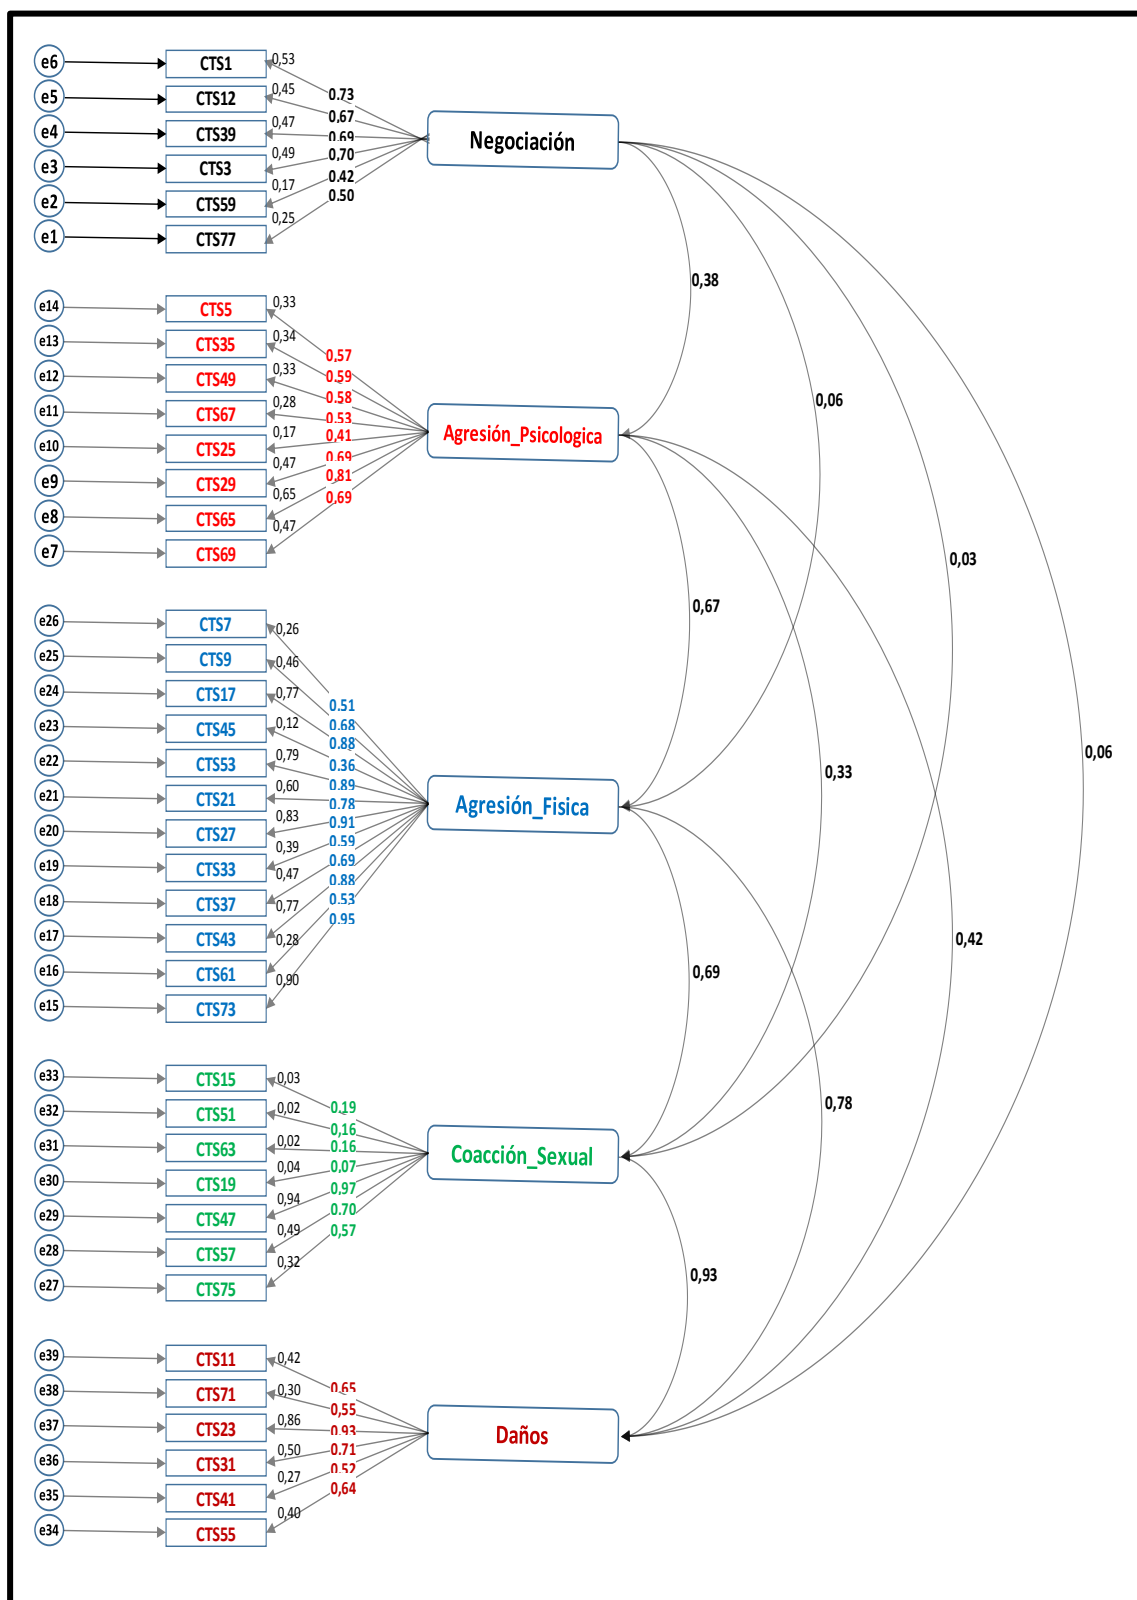 e6 CTS1 0,53
e5 CTS12 0,45 0.73
e4 CTS39 0,47 0.67
e3 CTS3 0,49 0.69
e2 CTS59 0,17 0.70
e1 CTS77 0,25 0.42
0.50
Negociación
0,38
e14 CTS5 0,33
e13 CTS35 0,34 0.57
e12 CTS49 0,33 0.59
e11 CTS67 0,28 0.58
e10 CTS25 0,17 0.53
e9 CTS29 0,47 0,41
e8 CTS65 0,65 0.69
e7 CTS69 0,47 0,81
0.69
Agresión_Psicologica
0,06
0,03
0,67
e26 CTS7 0,26
e25 CTS9 0,46
e24 CTS17 0,77 0.51
e23 CTS45 0,12 0.68
e22 CTS53 0,79 0.88
e21 CTS21 0,60 0.36
e20 CTS27 0,83 0.89
e19 CTS33 0,39 0.78
e18 CTS37 0,47 0.91
e17 CTS43 0,77 0.59
e16 CTS61 0,28 0.69
e15 CTS73 0,90 0.88
0.53
0.95
Agresión_Fisica
0,06
0,33
0,42
0,69
e33 CTS15 0,03
e32 CTS51 0,02 0.19
e31 CTS63 0,02 0,16
e30 CTS19 0,04 0.16
e29 CTS47 0,94 0,07
e28 CTS57 0,49 0,97
e27 CTS75 0,32 0.70
0,57
Coacción_Sexual
0,78
0,93
e39 CTS11 0,42
e38 CTS71 0,30 0.65
e37 CTS23 0,86 0,55
e36 CTS31 0,50 0.93
e35 CTS41 0,27 0.71
e34 CTS55 0,40 0.52
0,64
Daños